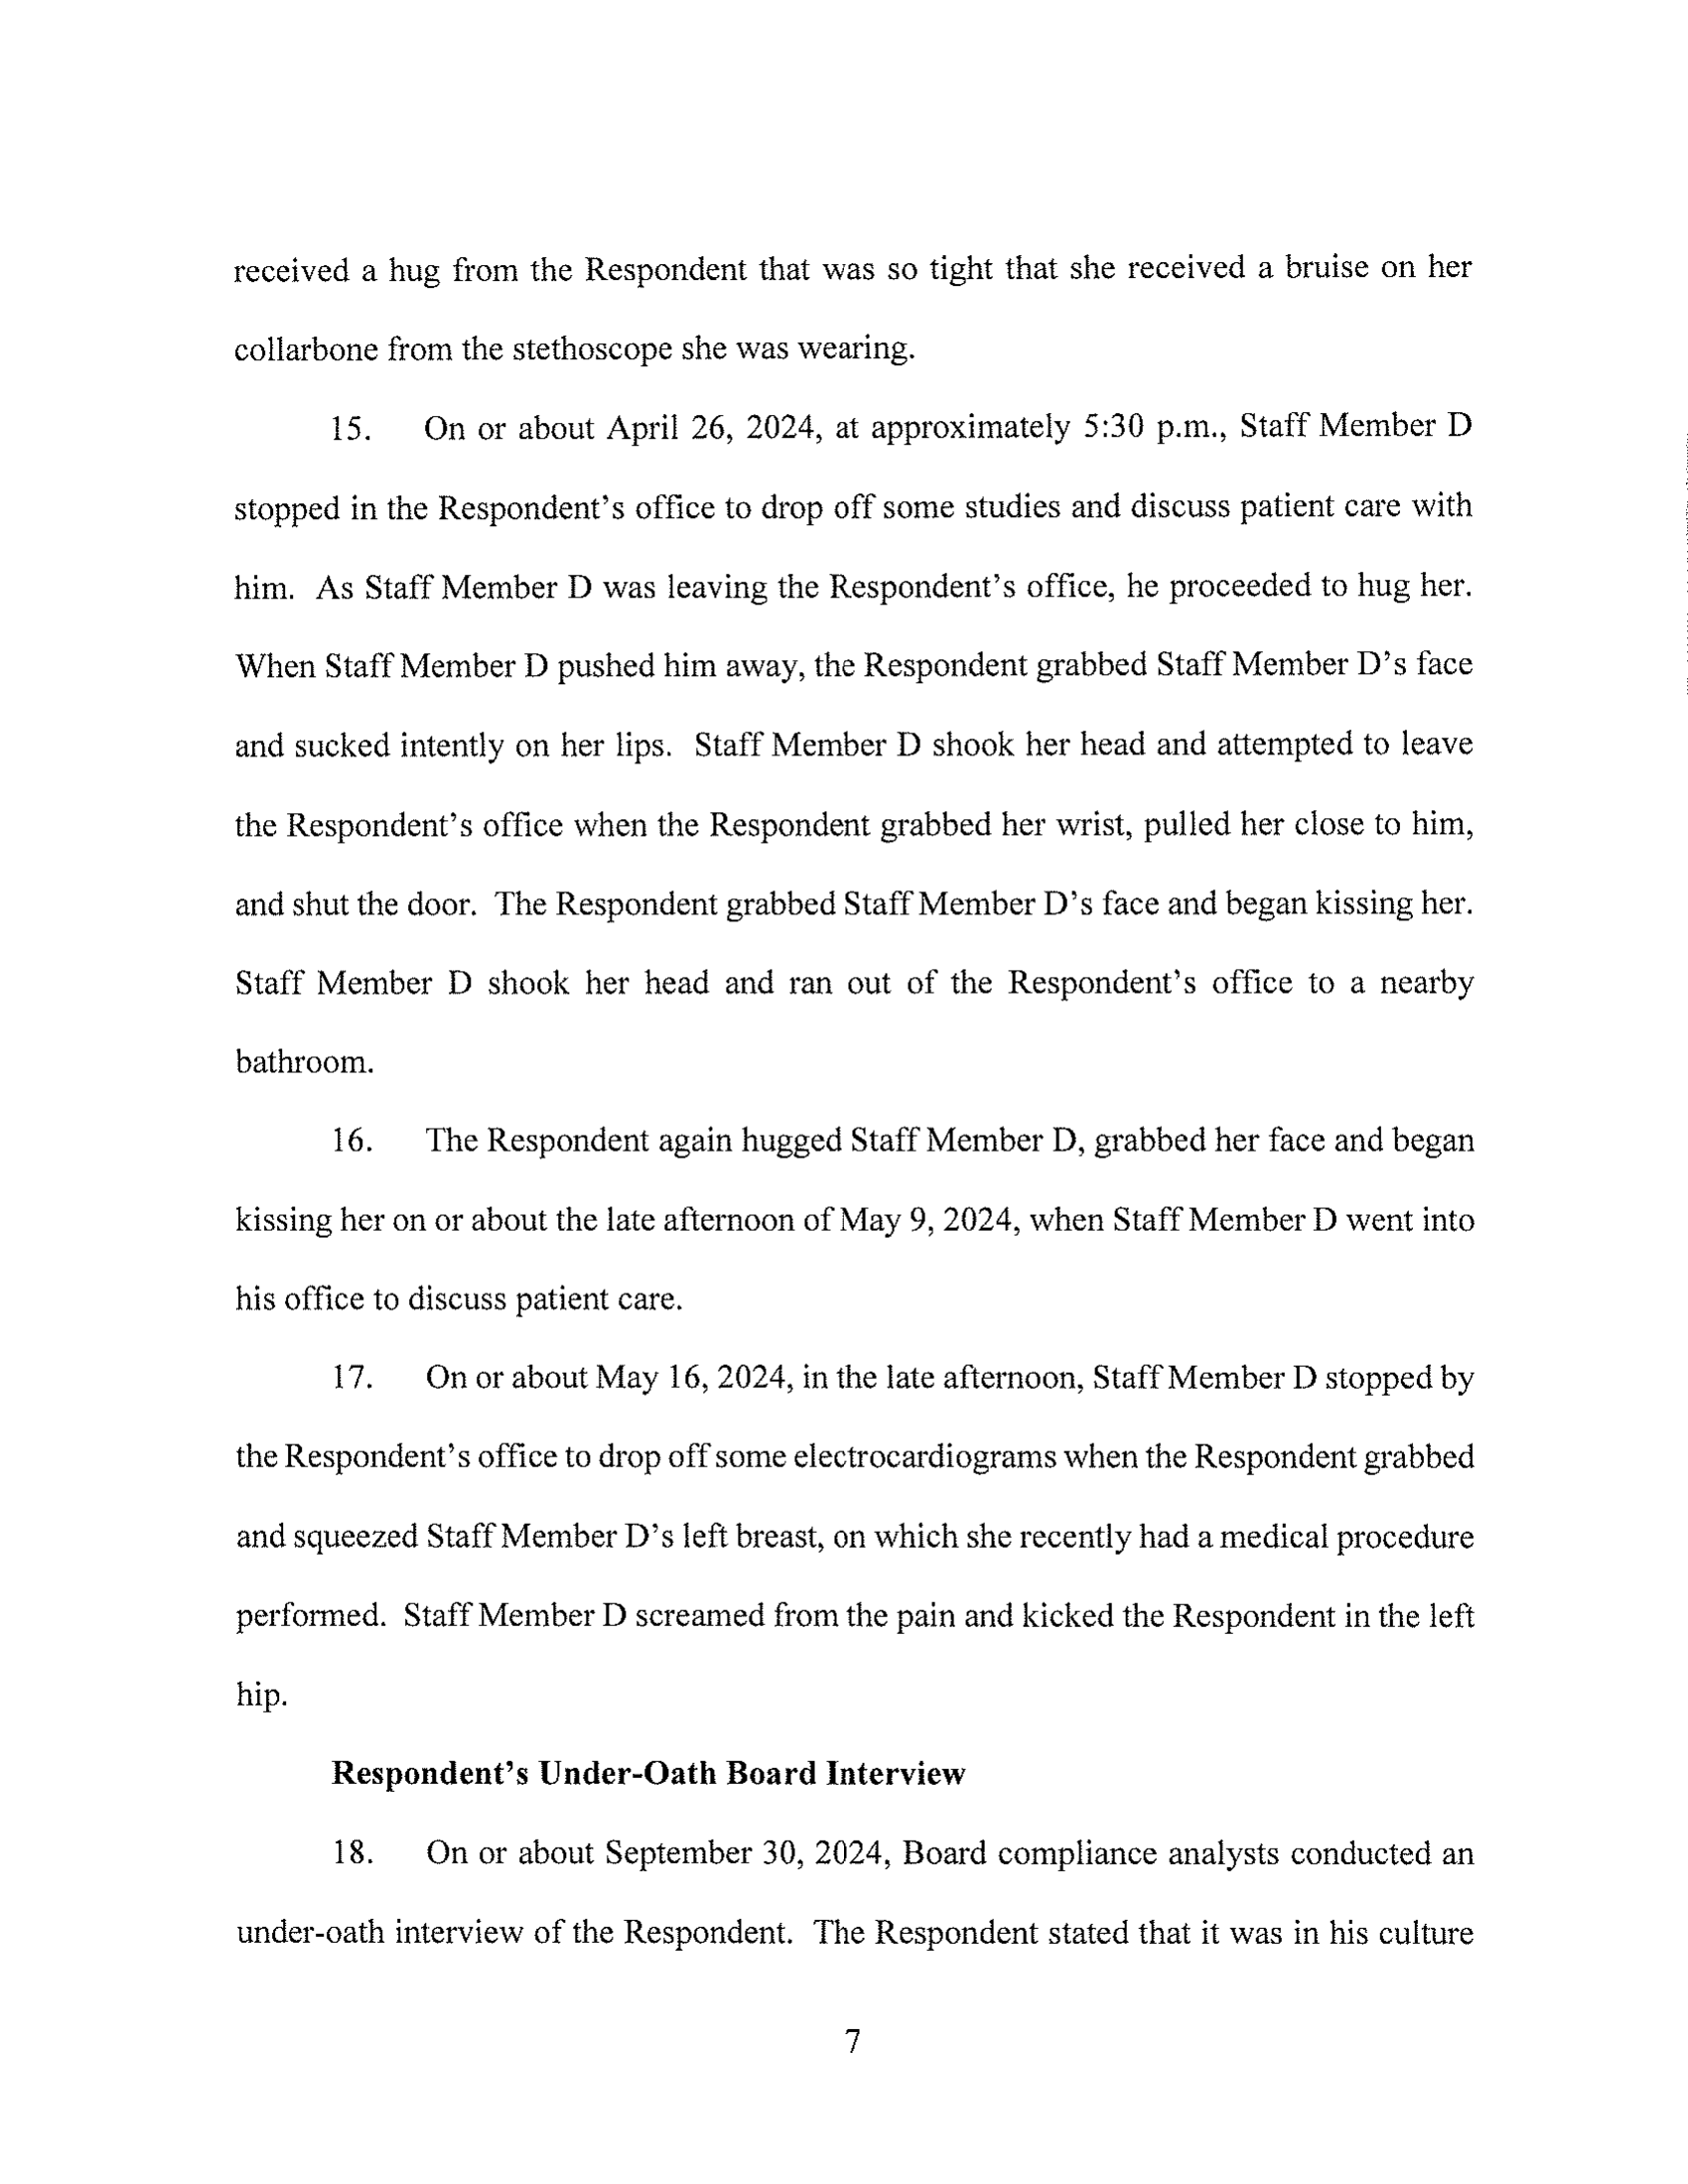 received a hug from the Respondent that was so tight that she received a bruise on her
collarbone from the stethoscope she was wearing.
15. On or about April 26, 2024, at approximately 5:30 p.m., Staff Member D
stopped in the Respondent's office to drop off some studies and discuss patient care with
him. As Staff Member D was leaving the Respondent's office, he proceeded to hug her.
When Staff Member D pushed him away, the Respondent grabbed Staff Member D's face
and sucked intently on her lips. Staff Member D shook her head and attempted to leave
the Respondent's office when the Respondent grabbed her wrist, pulled her close to him,
and shut the door. The Respondent grabbed Staff Member D's face and began kissing her.
Staff Member D shook her head and ran out of the Respondent's office to a nearby
bathroom.
16. The Respondent again hugged Staff Member D, grabbed her face and began
kissing her on or about the late afternoon of May 9, 2024, when Staff Member D went into
his office to discuss patient care.
17. On or about May 16, 2024, in the late afternoon, Staff Member D stopped by
the Respondent's office to drop off some electrocardiograms when the Respondent grabbed
and squeezed Staff Member D's left breast, on which she recently had a medical procedure
performed. Staff Member D screamed from the pain and kicked the Respondent in the left
hip.
Respondent's Under-Oath Board Interview
18. On or about September 30, 2024, Board compliance analysts conducted an
under-oath interview of the Respondent. The Respondent stated that it was in his culture
7